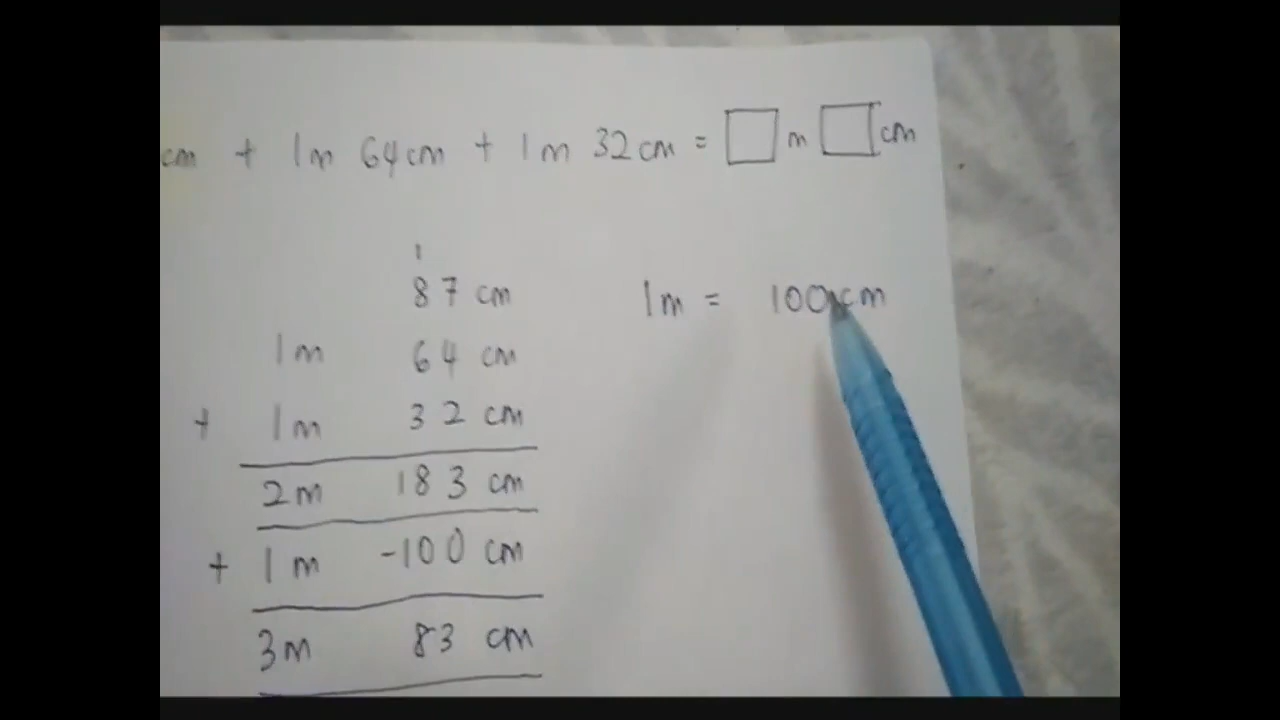 cm + 1m 64cm + 1m 32cm = m cm
1
87 cm
1m = 100cm
1m 64 cm
+ 1m 32 cm
2m 183 cm
+ 1m -100 cm
3m 83 cm